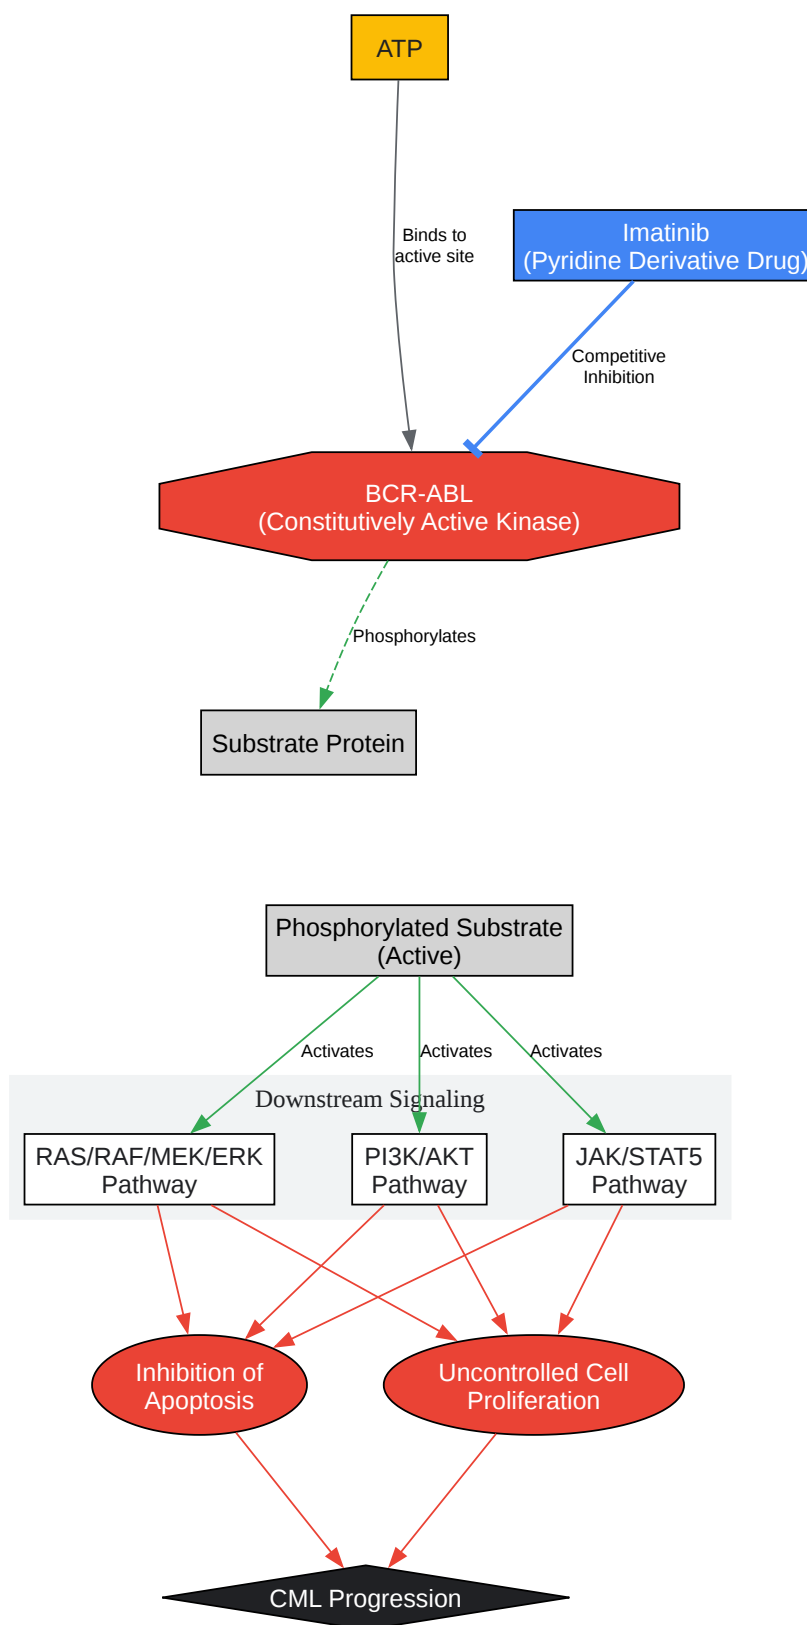 ATP
Binds to
active site
Imatinib
(Pyridine Derivative Drug)
Competitive
Inhibition
BCR-ABL
(Constitutively Active Kinase)
Phosphorylates
Substrate Protein
Phosphorylated Substrate
(Active)
Activates
Activates
Activates
Downstream Signaling
RAS/RAF/MEK/ERK
Pathway
PI3K/AKT
Pathway
JAK/STAT5
Pathway
Inhibition of
Apoptosis
Uncontrolled Cell
Proliferation
CML Progression